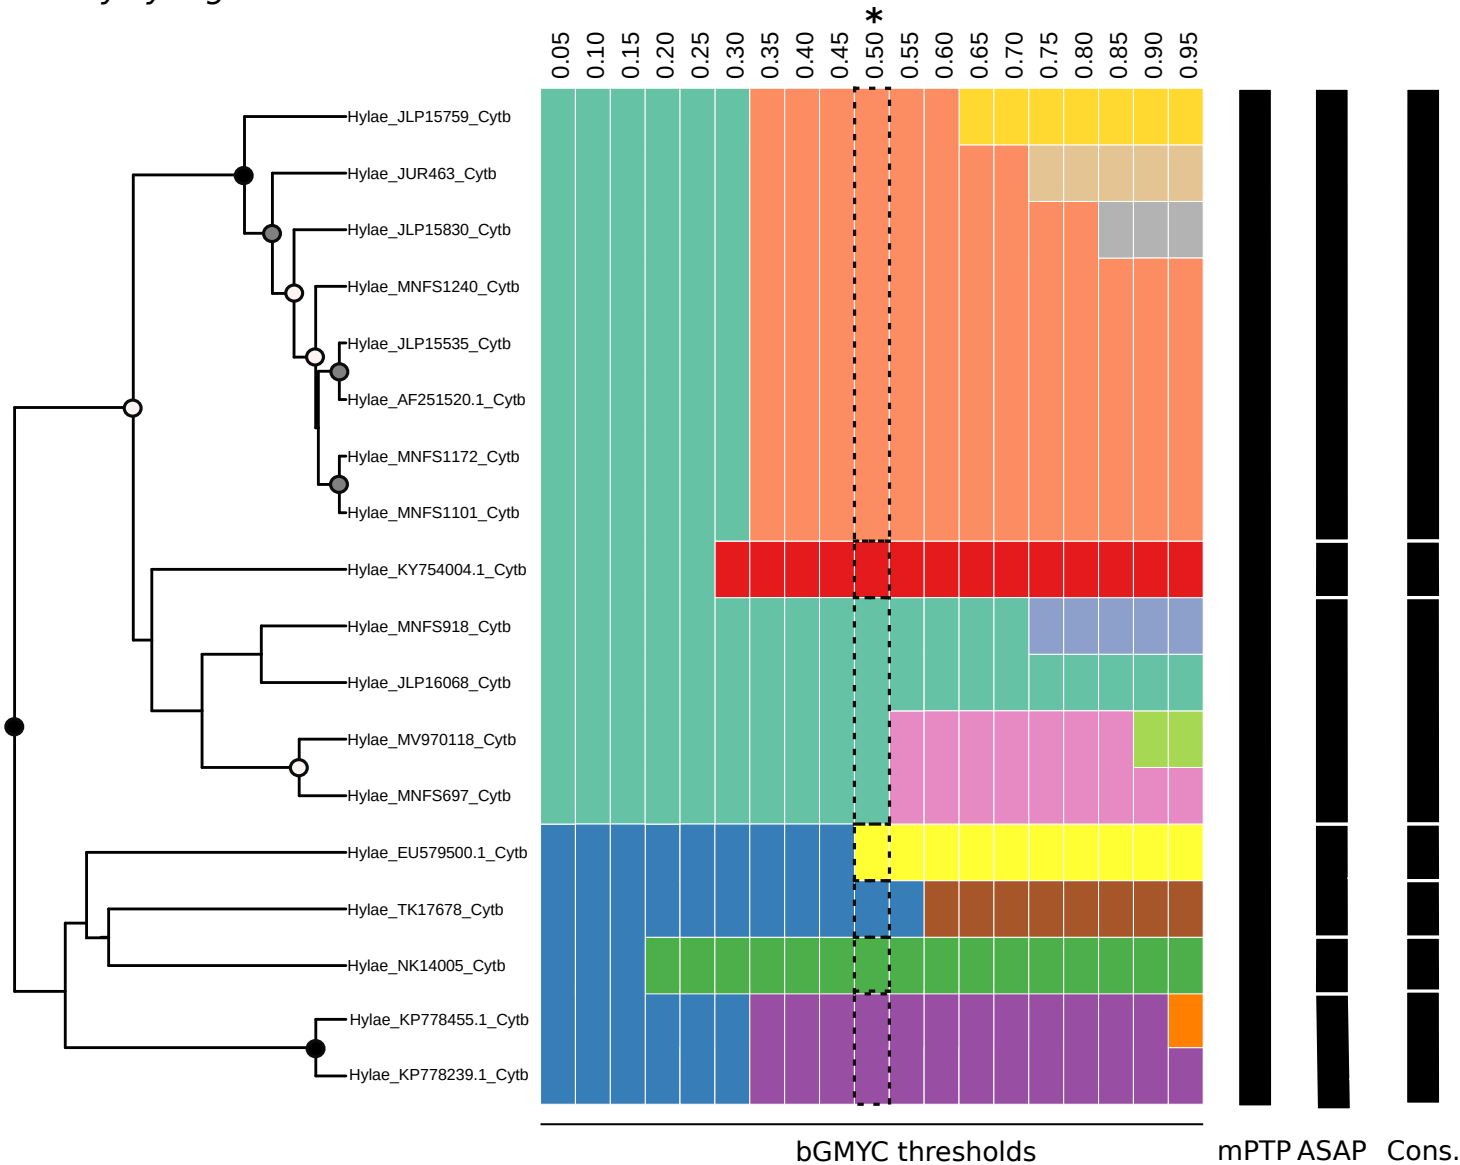 *
0.05 0.10 0.15 0.20 0.25 0.30 0.35 0.40 0.45 0.50 0.55 0.60 0.65 0.70 0.75 0.80 0.85 0.90 0.95
Hylae_JLP15759_Cytb
Hylae_JUR463_Cytb
Hylae_JLP15830_Cytb
Hylae_MNFS1240_Cytb
Hylae_JLP15535_Cytb
Hylae_AF251520.1_Cytb
Hylae_MNFS1172_Cytb
Hylae_MNFS1101_Cytb
Hylae_KY754004.1_Cytb
Hylae_MNFS918_Cytb
Hylae_JLP16068_Cytb
Hylae_MV970118_Cytb
Hylae_MNFS697_Cytb
Hylae_EU579500.1_Cytb
Hylae_TK17678_Cytb
Hylae_NK14005_Cytb
Hylae_KP778455.1_Cytb
Hylae_KP778239.1_Cytb
bGMYC thresholds mPTP ASAP Cons.